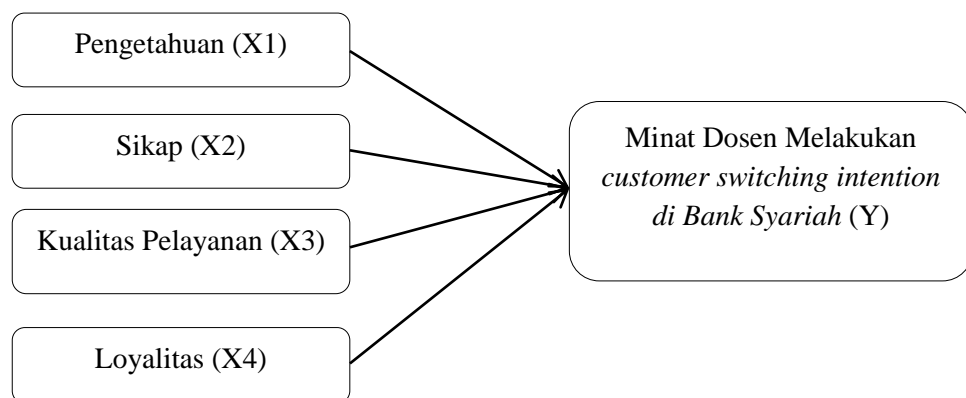 Pengetahuan (X1)
Sikap (X2)
Kualitas Pelayanan (X3)
Loyalitas (X4)
Minat Dosen Melakukan
customer switching intention
di Bank Syariah (Y)